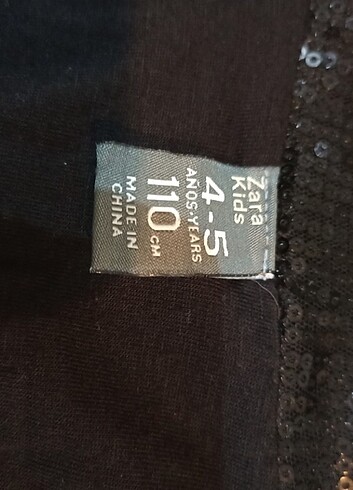 Zara
Kids
4-5
AÑOS-YEARS
110 CM
MADE IN
CHINA